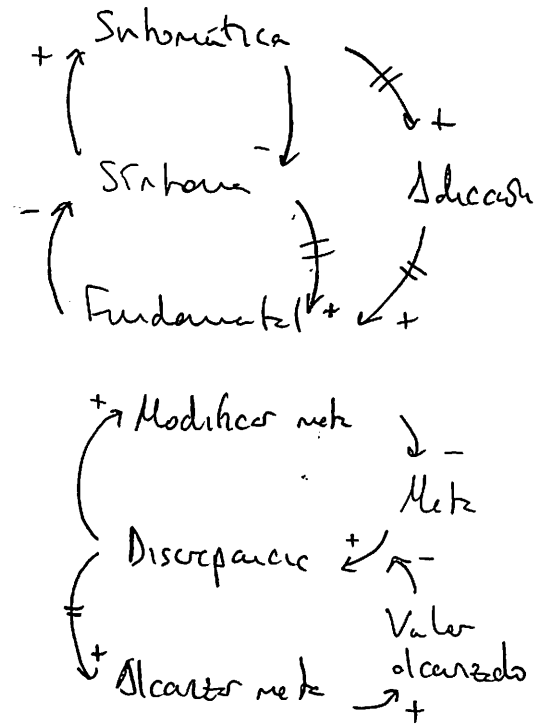 + Sintomática
+
-
Síntoma
Adicción
-
Fundamental + +
+ Modificar meta
-
Meta
+
Discrepancia -
Valor
+ alcanzado
Alcanzar meta
+